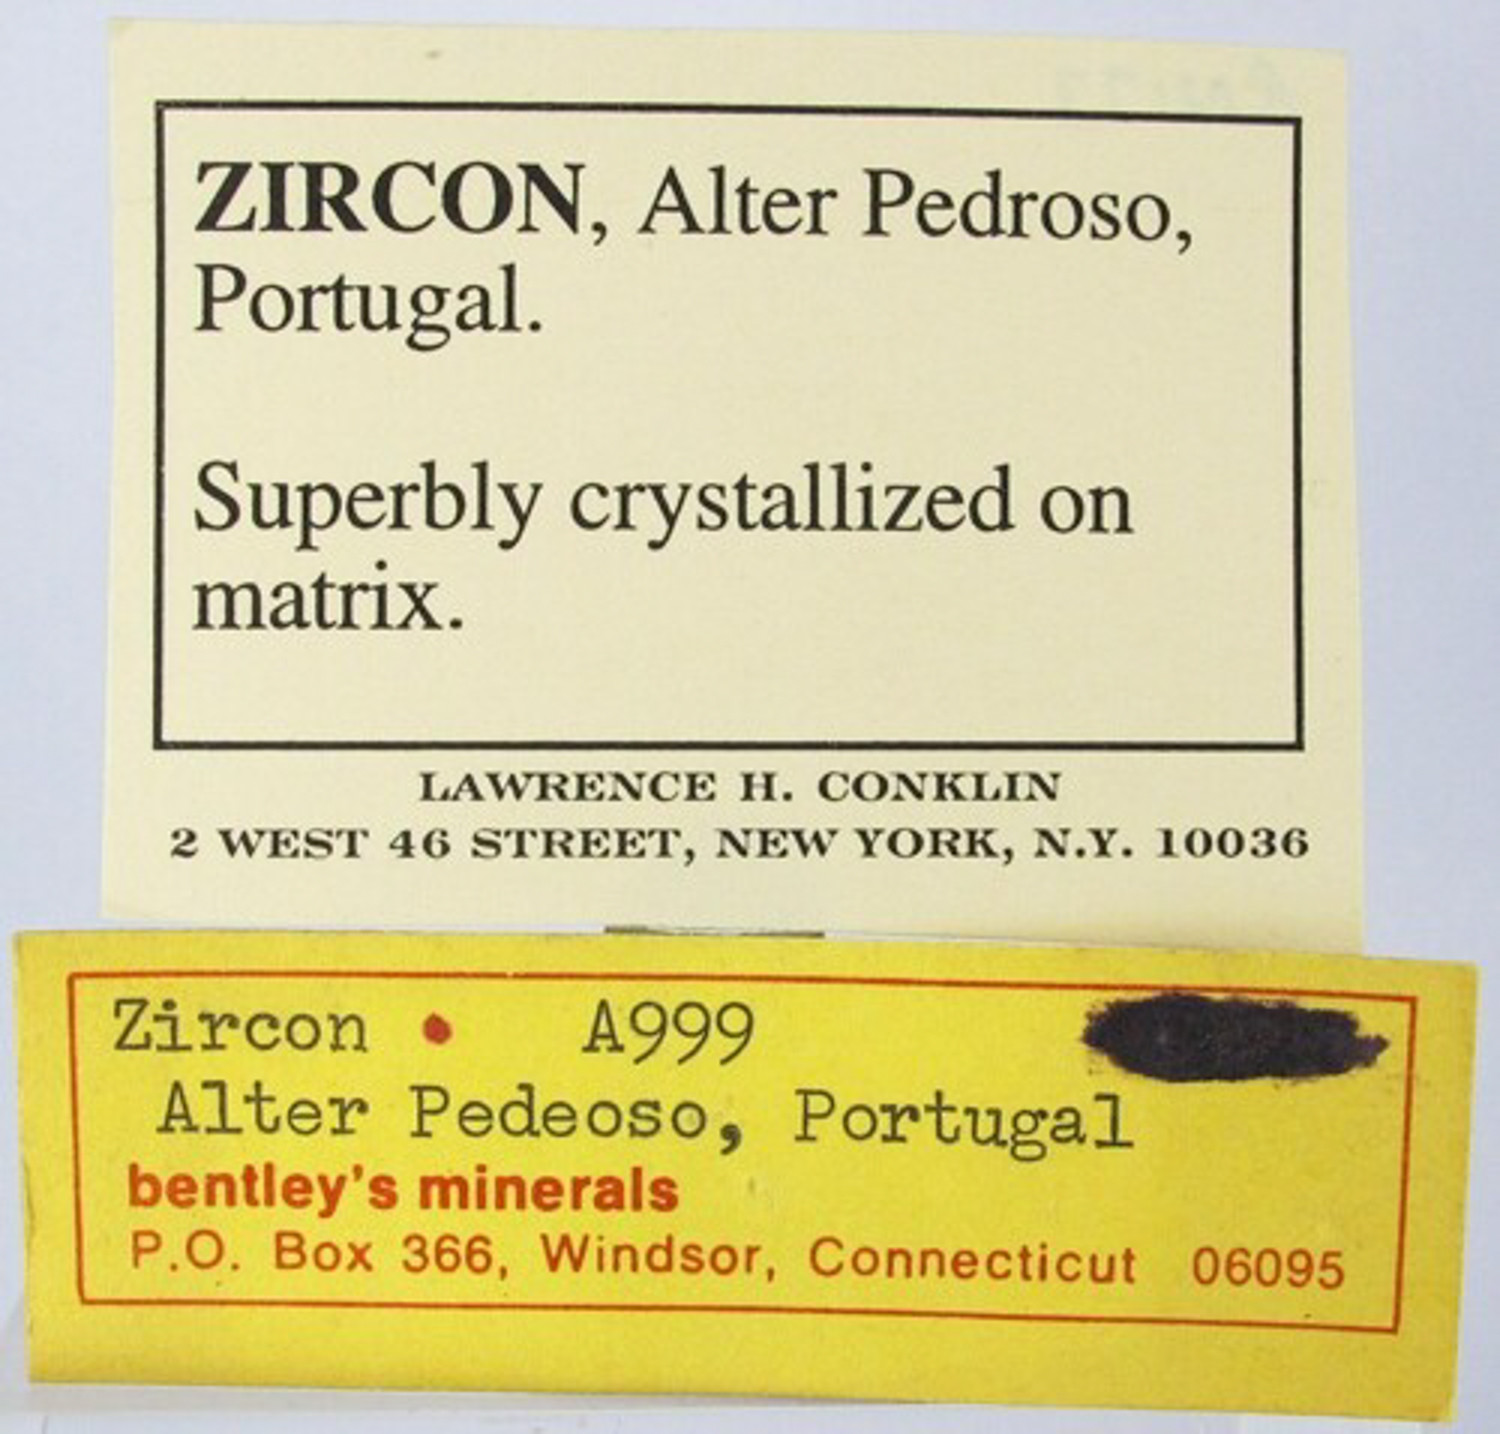 ZIRCON, Alter Pedroso,
Portugal.
Superbly crystallized on
matrix.
LAWRENCE H. CONKLIN
2 WEST 46 STREET, NEW YORK, N.Y. 10036
Zircon • A999
Alter Pedeoso, Portugal
bentley's minerals
P.O. Box 366, Windsor, Connecticut 06095